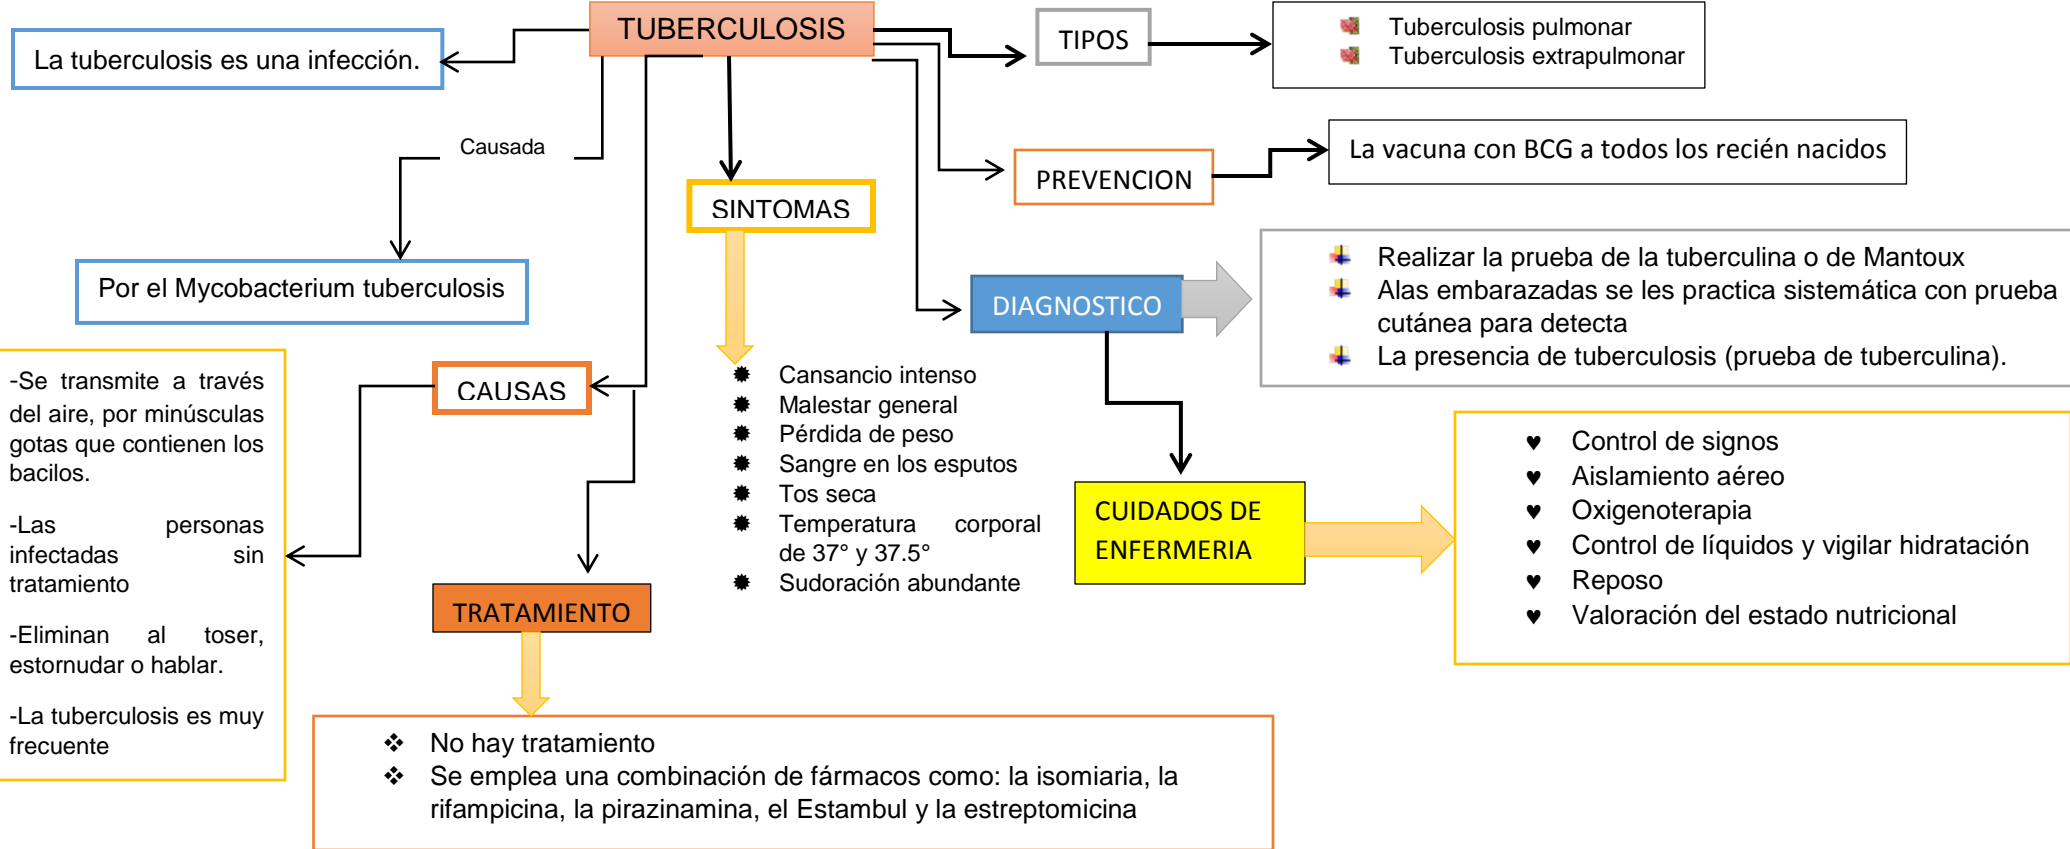 TUBERCULOSIS
La tuberculosis es una infección.
TIPOS
Tuberculosis pulmonar
Tuberculosis extrapulmonar
Causada
Por el Mycobacterium tuberculosis
PREVENCION
La vacuna con BCG a todos los recién nacidos
SINTOMAS
Cansancio intenso
Malestar general
Pérdida de peso
Sangre en los esputos
Tos seca
Temperatura corporal
de 37° y 37.5°
Sudoración abundante
DIAGNOSTICO
Realizar la prueba de la tuberculina o de Mantoux
Alas embarazadas se les practica sistemática con prueba
cutánea para detecta
La presencia de tuberculosis (prueba de tuberculina).
CAUSAS
-Se transmite a través
del aire, por minúsculas
gotas que contienen los
bacilos.
-Las personas
infectadas sin
tratamiento
-Eliminan al toser,
estornudar o hablar.
-La tuberculosis es muy
frecuente
CUIDADOS DE
ENFERMERIA
Control de signos
Aislamiento aéreo
Oxigenoterapia
Control de líquidos y vigilar hidratación
Reposo
Valoración del estado nutricional
TRATAMIENTO
No hay tratamiento
Se emplea una combinación de fármacos como: la isomiaria, la
rifampicina, la pirazinamina, el Estambul y la estreptomicina